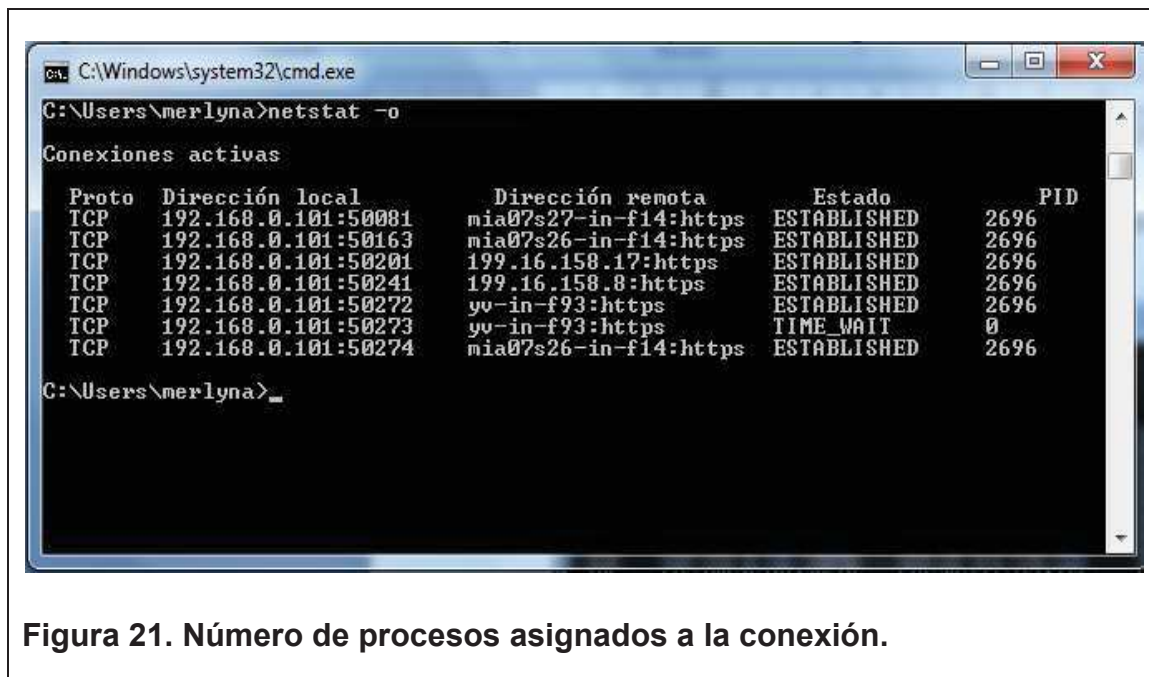 C:\Windows\system32\cmd.exe
C:\Users\merlyna>netstat -o
Conexiones activas
Proto Dirección local Dirección remota Estado PID
TCP 192.168.0.101:50081 mia07s27-in-f14:https ESTABLISHED 2696
TCP 192.168.0.101:50163 mia07s26-in-f14:https ESTABLISHED 2696
TCP 192.168.0.101:50201 199.16.158.17:https ESTABLISHED 2696
TCP 192.168.0.101:50241 199.16.158.8:https ESTABLISHED 2696
TCP 192.168.0.101:50272 yv-in-f93:https ESTABLISHED 2696
TCP 192.168.0.101:50273 yv-in-f93:https TIME_WAIT 0
TCP 192.168.0.101:50274 mia07s26-in-f14:https ESTABLISHED 2696
C:\Users\merlyna>_
Figura 21. Número de procesos asignados a la conexión.